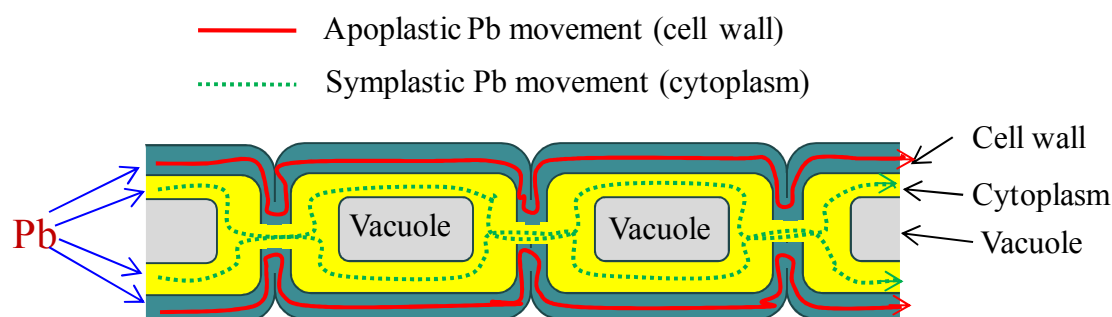 Apoplastic Pb movement (cell wall)
Symplastic Pb movement (cytoplasm)
Cell wall
Cytoplasm
Vacuole
Vacuole
Vacuole
Pb